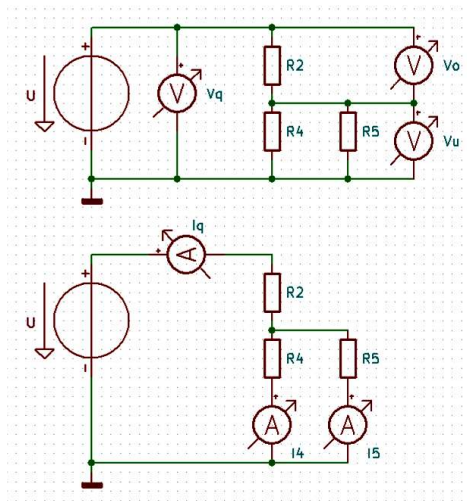 +
+
+
R2
V
Vo
U
V
Vq
+
-
R4
R5
V
Vu
Iq
+
A
+
R2
U
R4
R5
-
+
+
A
A
I4
I5